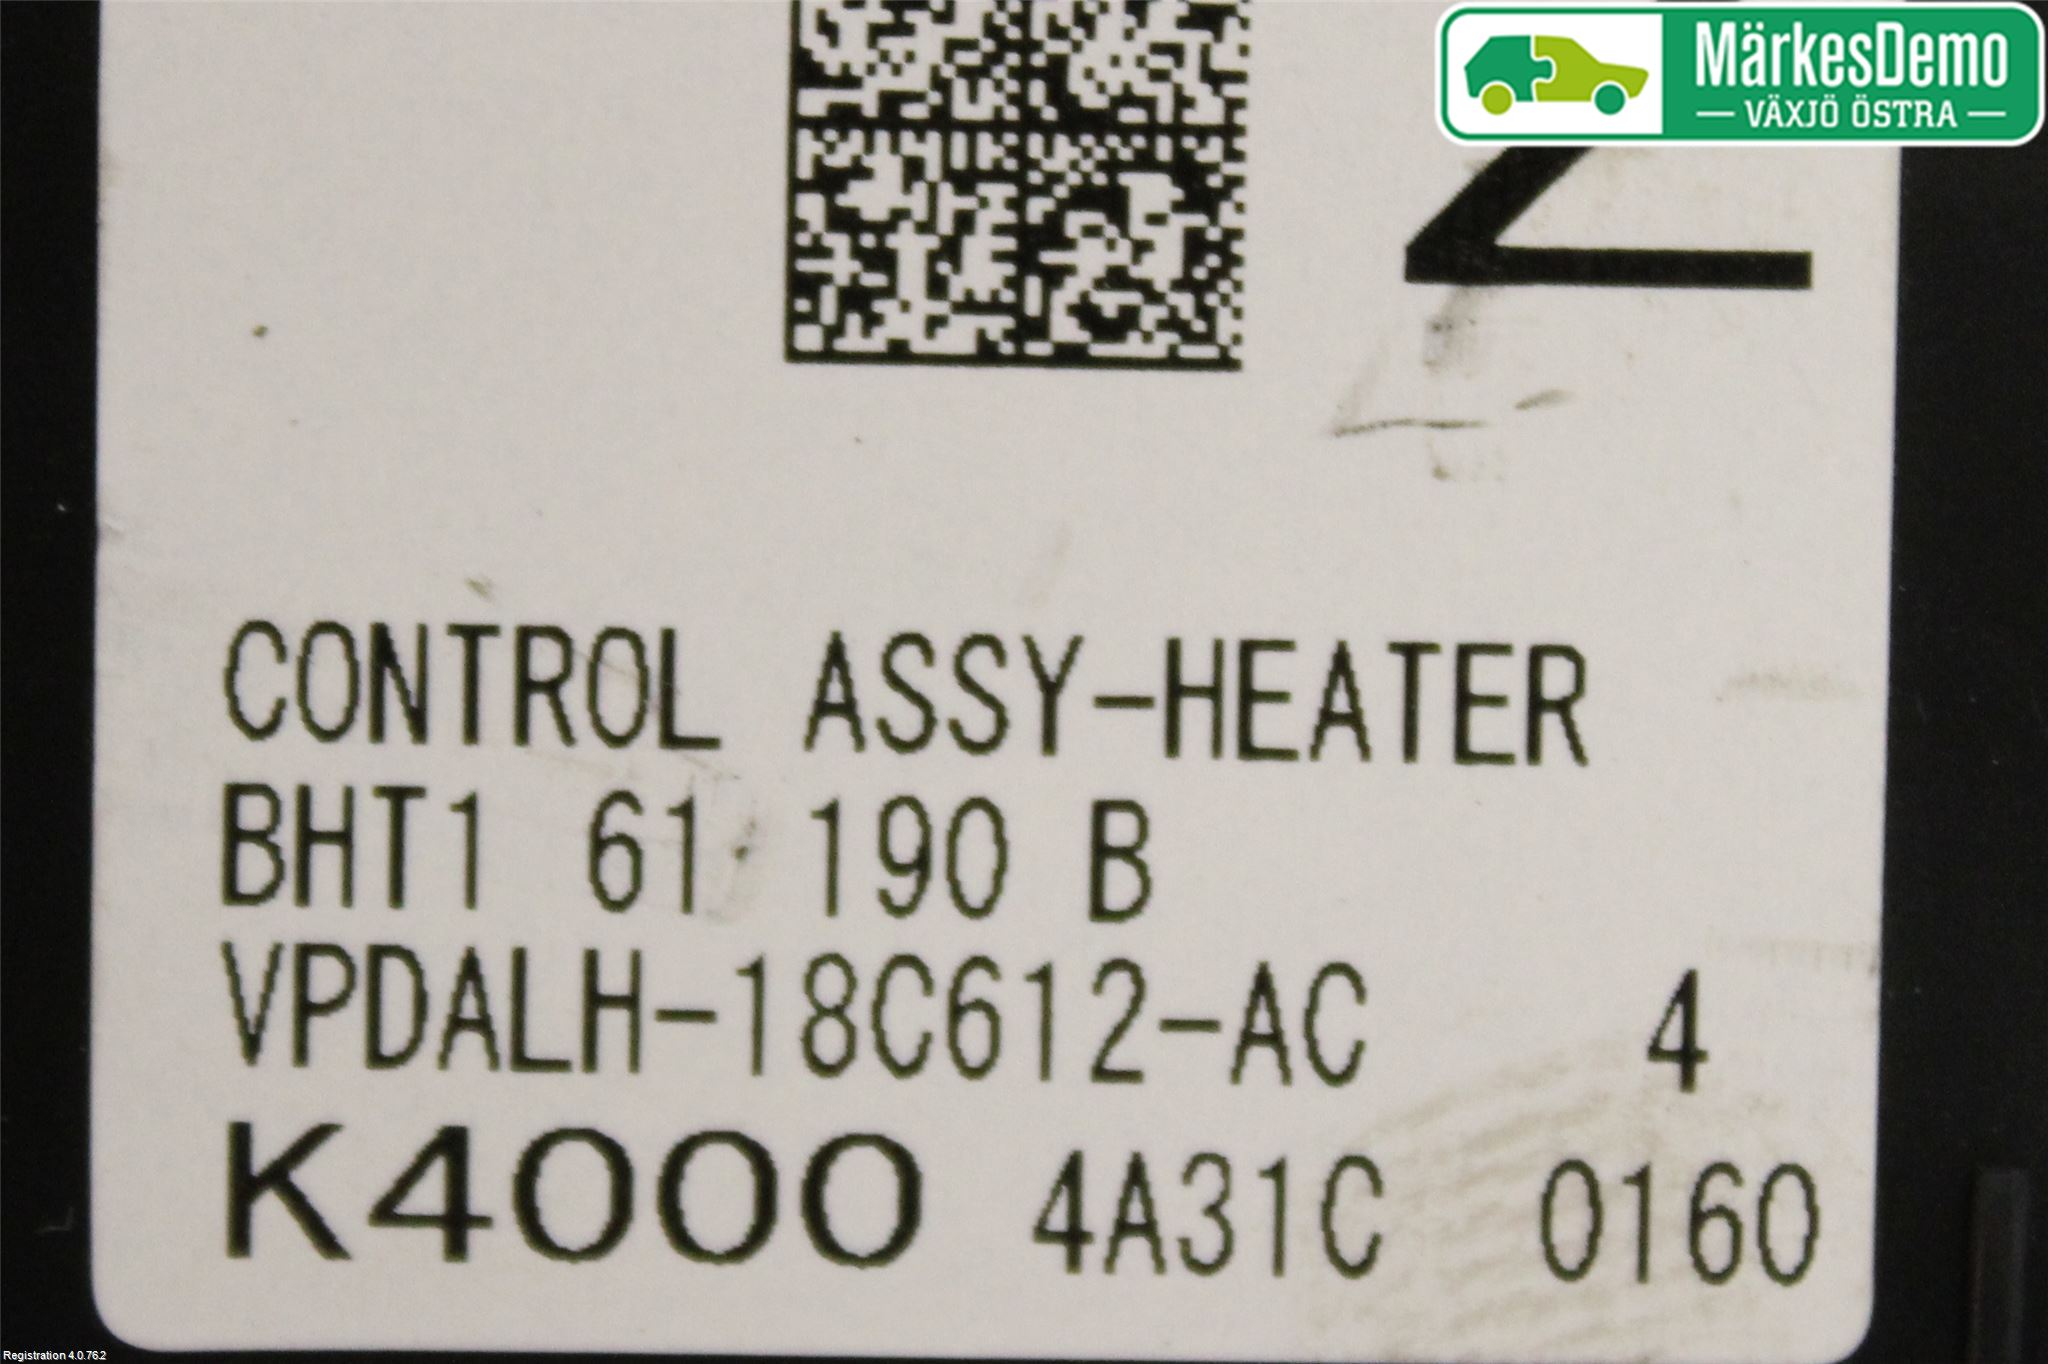 MärkesDemo
VÄXJÖ ÖSTRA
CONTROL ASSY-HEATER
BHT1 61 190 B
VPDALH-18C612-AC 4
K4000 4A31C 0160
Registration 4.0.76.2